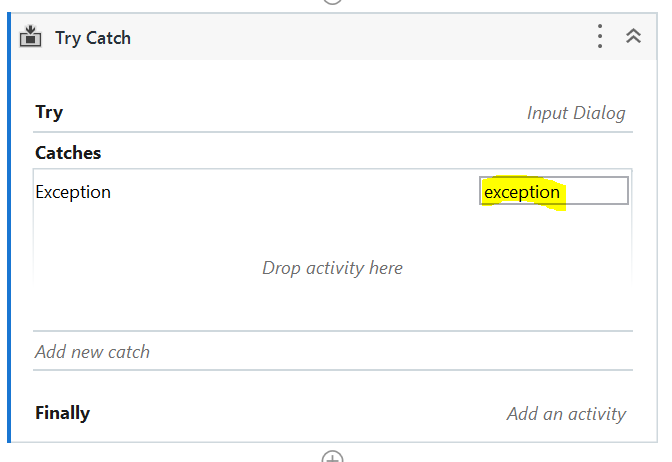 Try Catch
Try Input Dialog
Catches
Exception exception
Drop activity here
Add new catch
Finally Add an activity